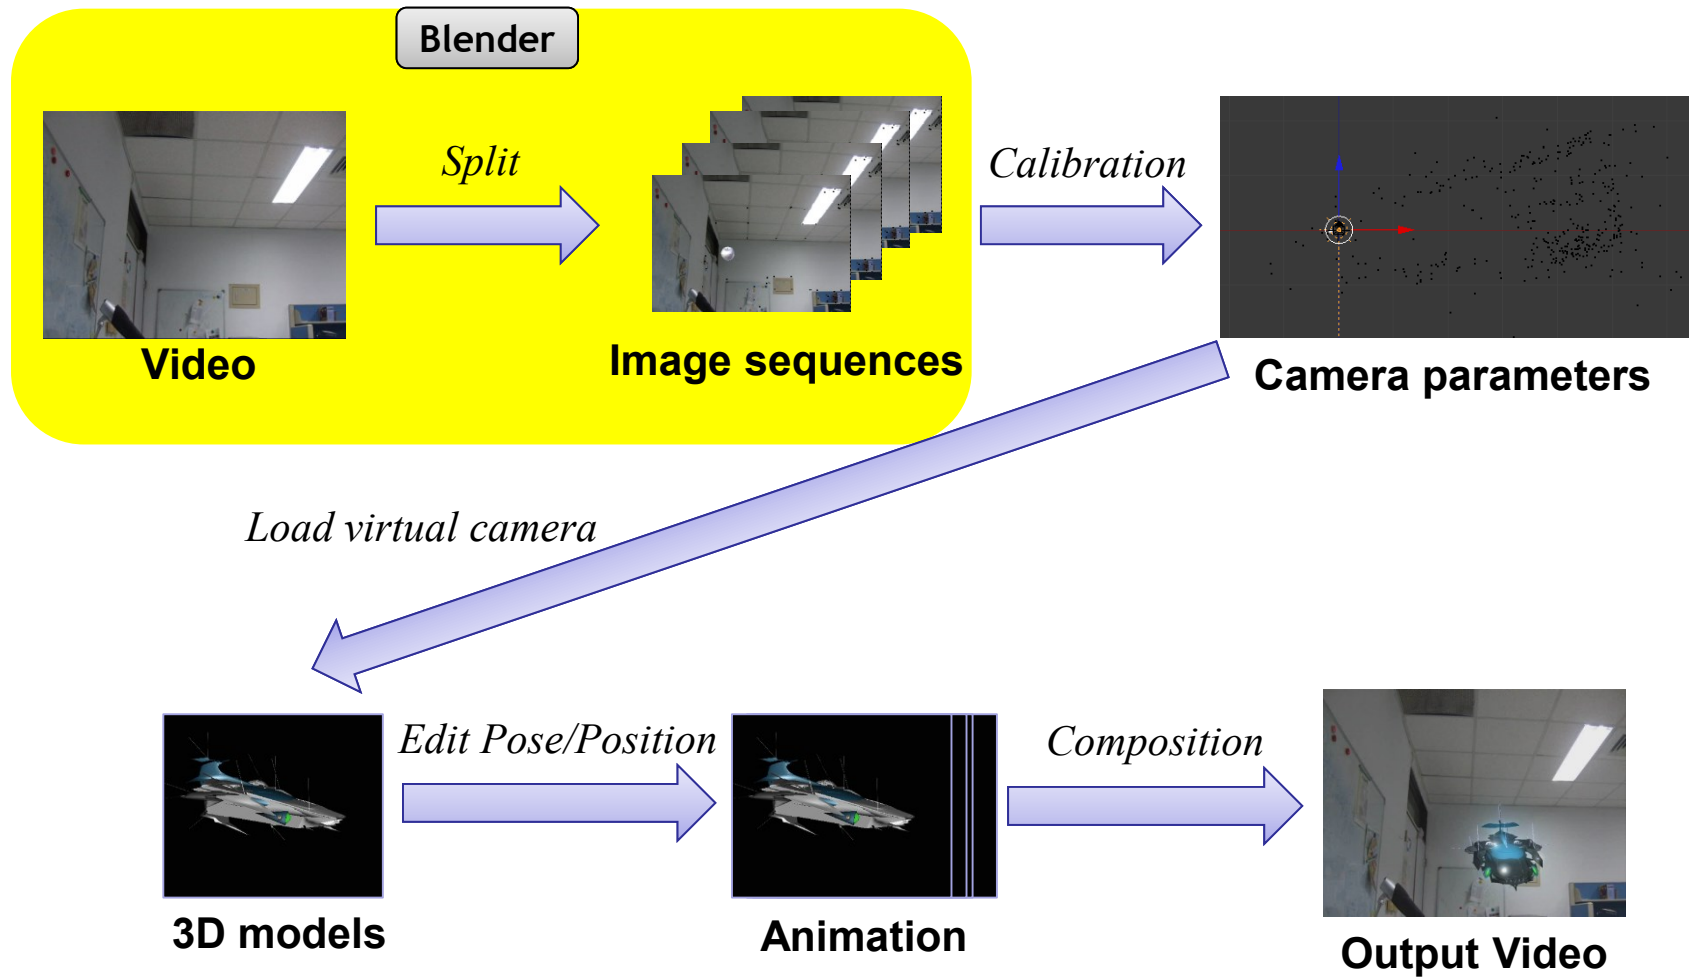 Blender
Split
Calibration
Video
Image sequences
Camera parameters
Load virtual camera
Edit Pose/Position
Composition
3D models
Animation
Output Video